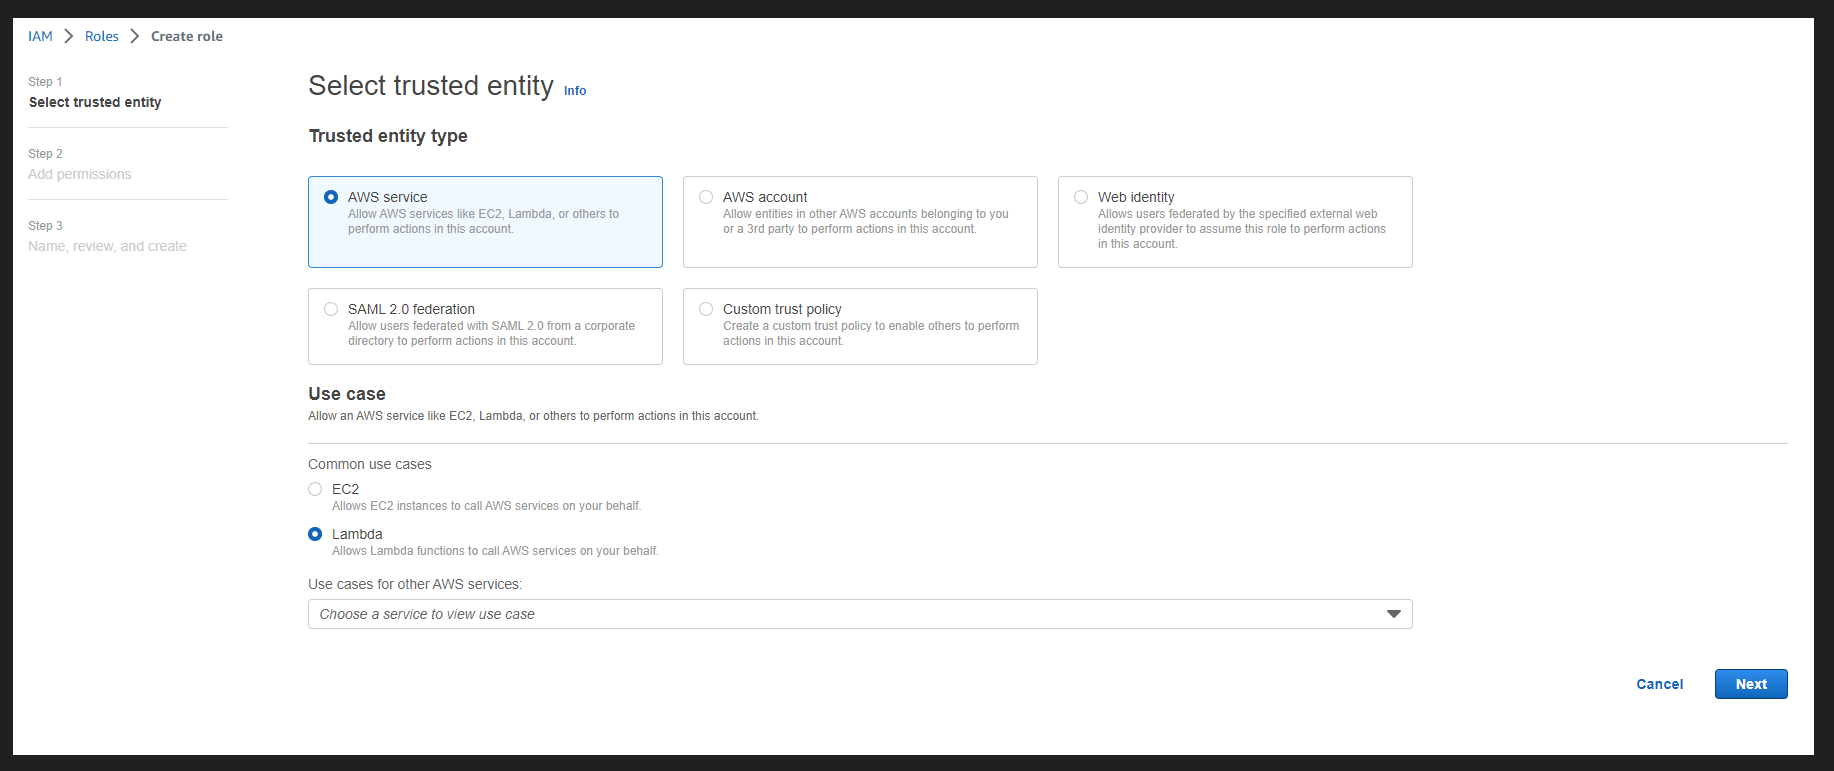 IAM > Roles > Create role
Step 1
Select trusted entity
Step 2
Add permissions
Step 3
Name, review, and create
Select trusted entity Info
Trusted entity type
AWS service
Allow AWS services like EC2, Lambda, or others to
perform actions in this account.
AWS account
Allow entities in other AWS accounts belonging to you
or a 3rd party to perform actions in this account.
Web identity
Allows users federated by the specified external web
identity provider to assume this role to perform actions
in this account.
SAML 2.0 federation
Allow users federated with SAML 2.0 from a corporate
directory to perform actions in this account.
Custom trust policy
Create a custom trust policy to enable others to perform
actions in this account.
Use case
Allow an AWS service like EC2, Lambda, or others to perform actions in this account.
Common use cases
EC2
Allows EC2 instances to call AWS services on your behalf.
Lambda
Allows Lambda functions to call AWS services on your behalf.
Use cases for other AWS services:
Choose a service to view use case
Cancel Next